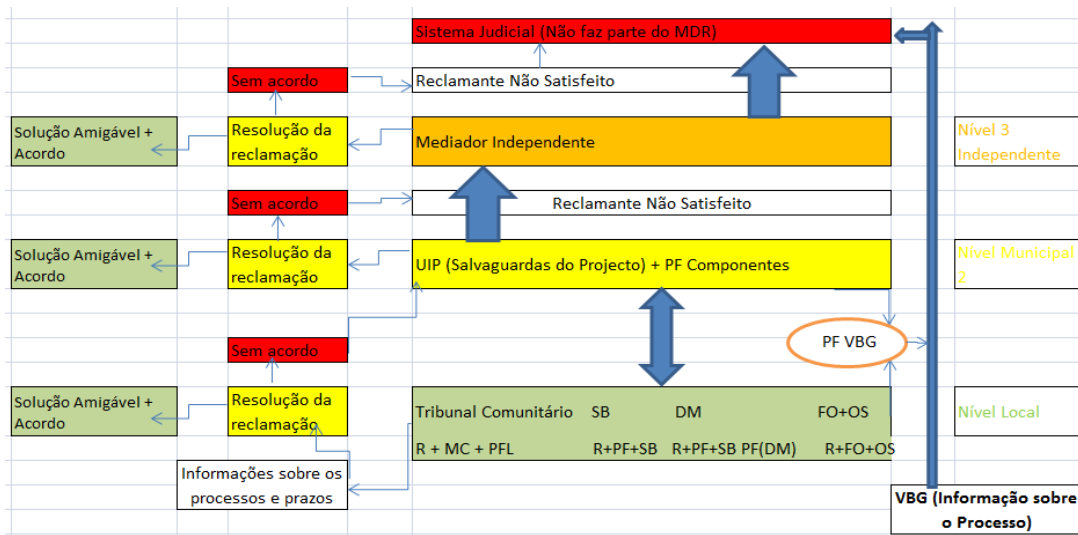 Sistema Judicial (Não faz parte do MDR)
Sem acordo
Reclamante Não Satisfeito
Solução Amigável +
Acordo
Resolução da
reclamação
Mediador Independente
Nível 3
Independente
Sem acordo
Reclamante Não Satisfeito
Solução Amigável +
Acordo
Resolução da
reclamação
UIP (Salvaguardas do Projecto) + PF Componentes
Nível Municipal
2
Sem acordo
PF VBG
Solução Amigável +
Acordo
Resolução da
reclamação
Tribunal Comunitário SB DM FO+OS
R + MC + PFL R+PF+SB R+PF+SB PF(DM) R+FO+OS
Nível Local
Informações sobre os
processos e prazos
VBG (Informação sobre
o Processo)